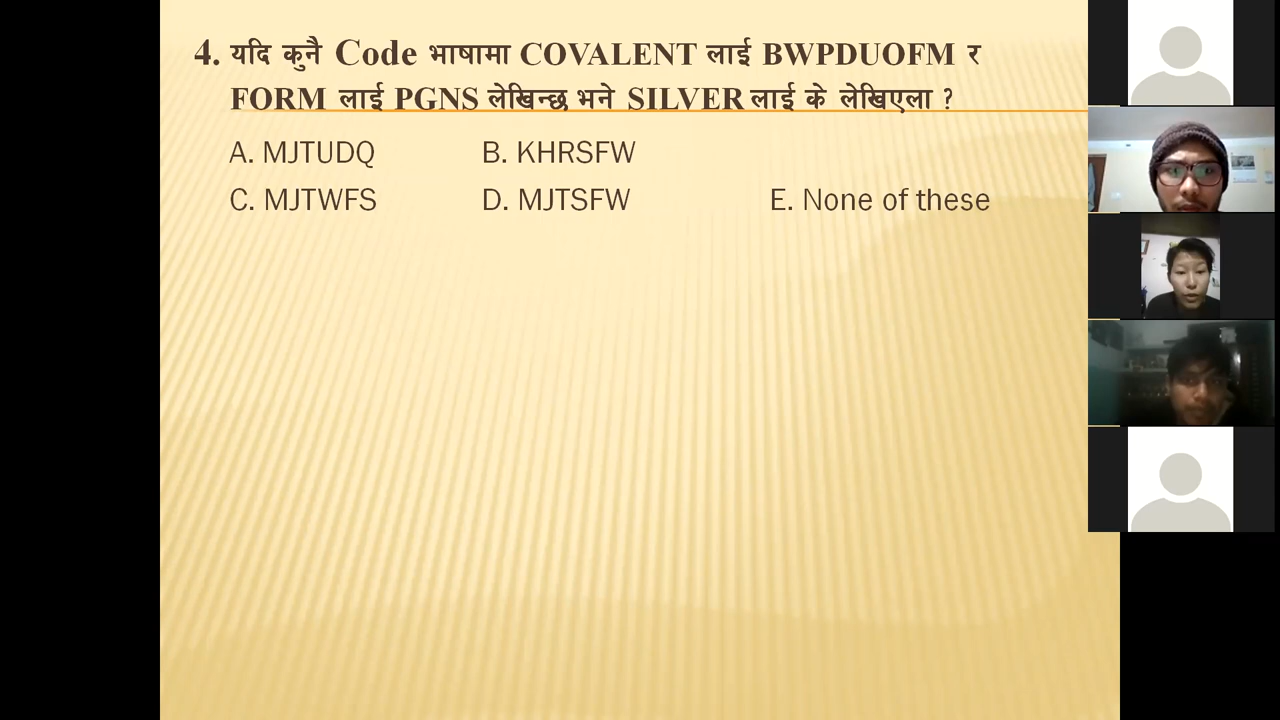 4. यदि कुनै Code भाषामा COVALENT लाई BWPDUOFM र
FORM लाई PGNS लेखिन्छ भने SILVER लाई के लेखिएला ?
A. MJTUDQ B. KHRSFW
C. MJTWFS D. MJTSFW E. None of these